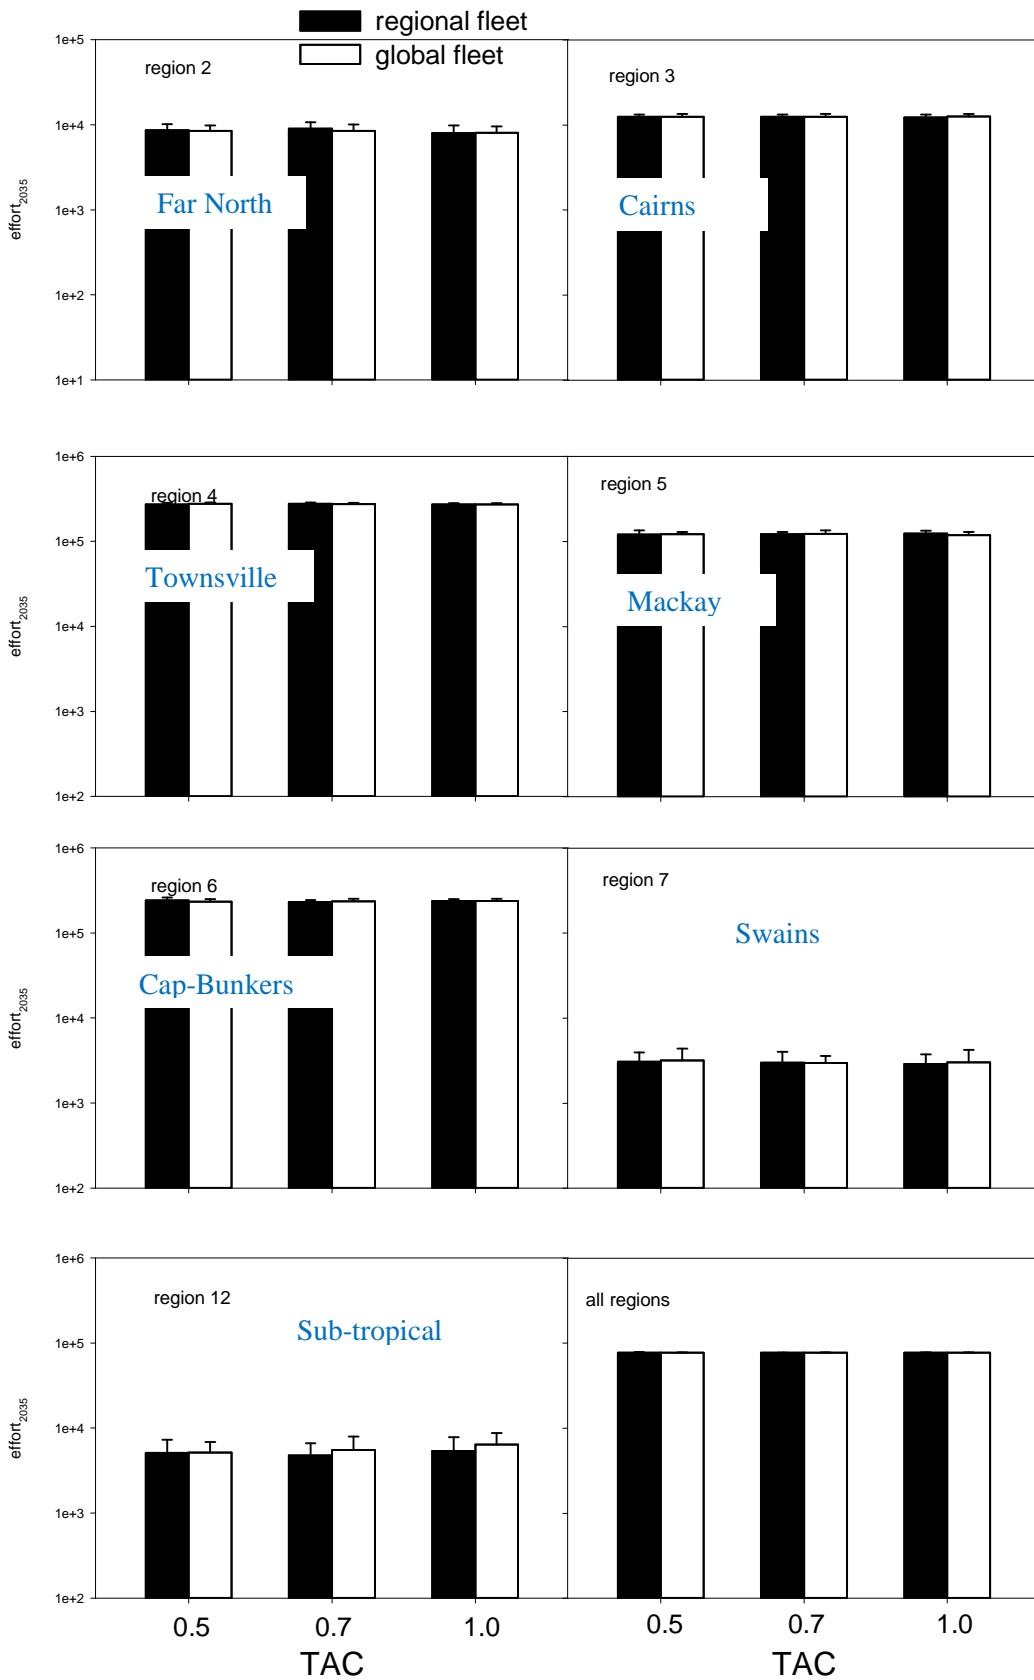 regional fleet
global fleet
1e+5
1e+4
1e+3
1e+2
1e+1
effort2035
region 2
Far North
region 3
Cairns
1e+6
1e+5
1e+4
1e+3
1e+2
effort2035
region 4
Townsville
region 5
Mackay
1e+6
1e+5
1e+4
1e+3
1e+2
effort2035
region 6
Cap-Bunkers
region 7
Swains
1e+6
1e+5
1e+4
1e+3
1e+2
effort2035
region 12
Sub-tropical
all regions
0.5 0.7 1.0
TAC
0.5 0.7 1.0
TAC